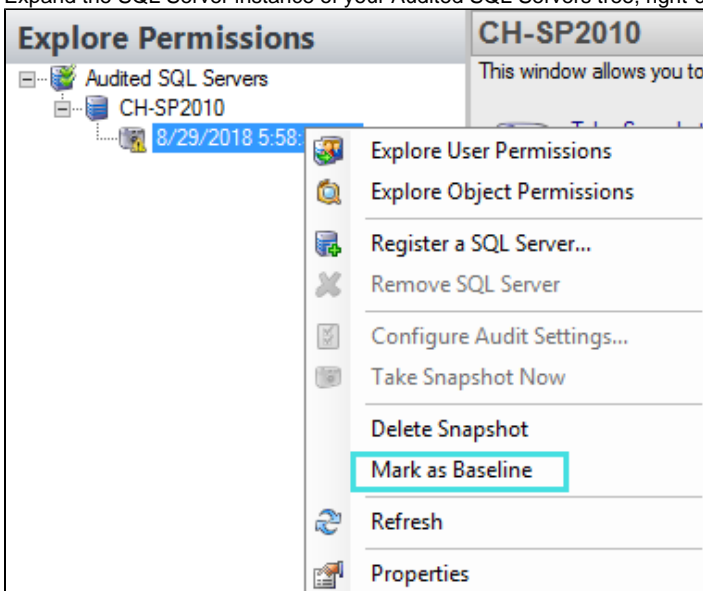 Expand the SQL Server instance of your Audited SQL Servers tree, right-c
Explore Permissions
CH-SP2010
This window allows you to
Audited SQL Servers
CH-SP2010
8/29/2018 5:58:
Explore User Permissions
Explore Object Permissions
Register a SQL Server...
Remove SQL Server
Configure Audit Settings...
Take Snapshot Now
Delete Snapshot
Mark as Baseline
Refresh
Properties